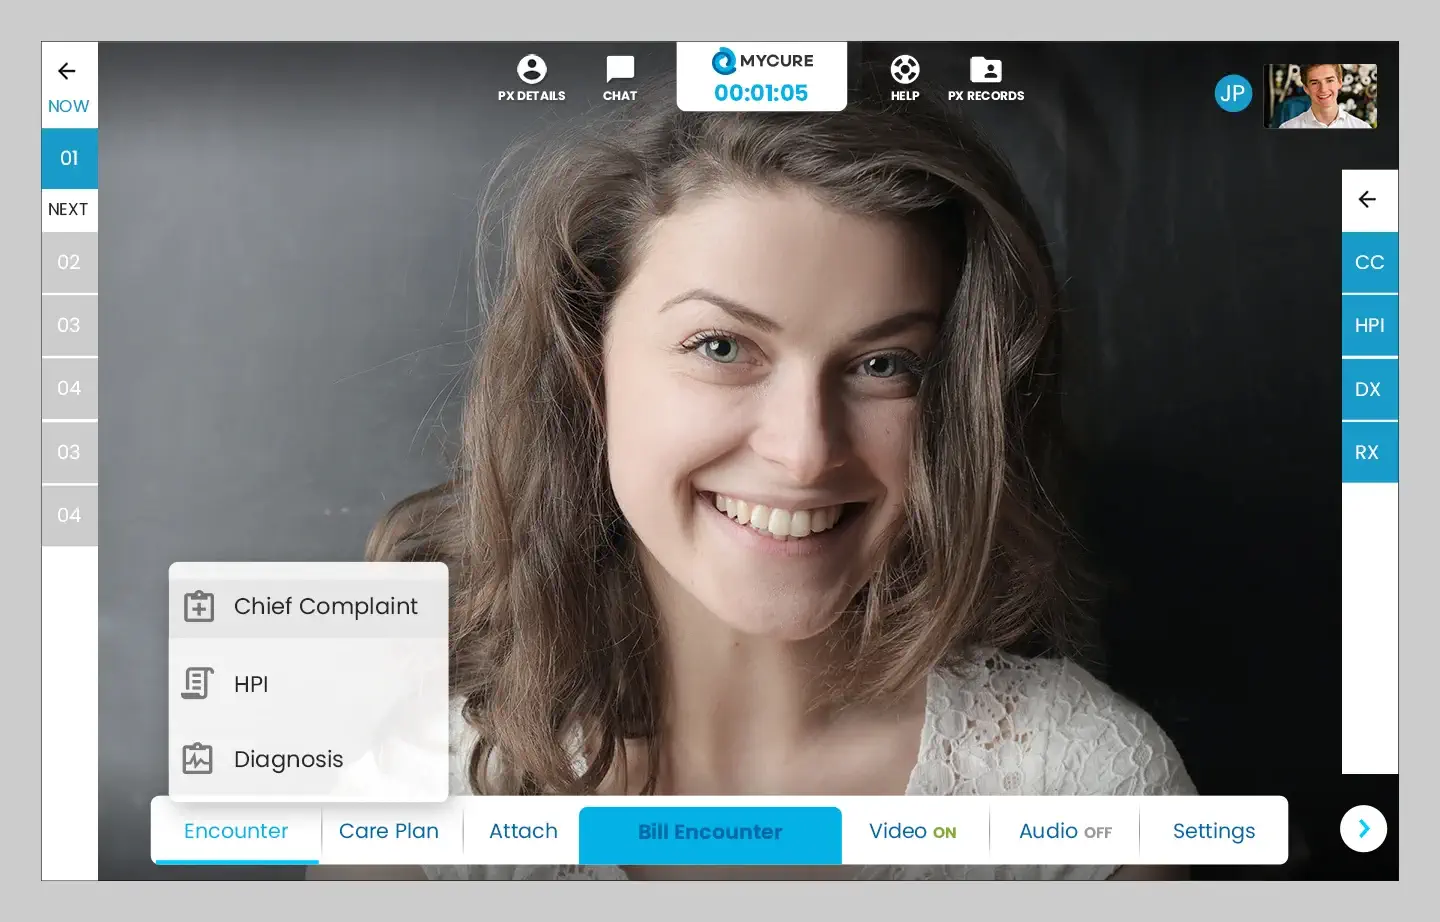 NOW
01
NEXT
02
03
04
03
04
PX DETAILS
CHAT
MYCURE
00:01:05
HELP
PX RECORDS
JP
CC
HPI
DX
RX
Chief Complaint
HPI
Diagnosis
Encounter
Care Plan
Attach
Bill Encounter
Video ON
Audio OFF
Settings